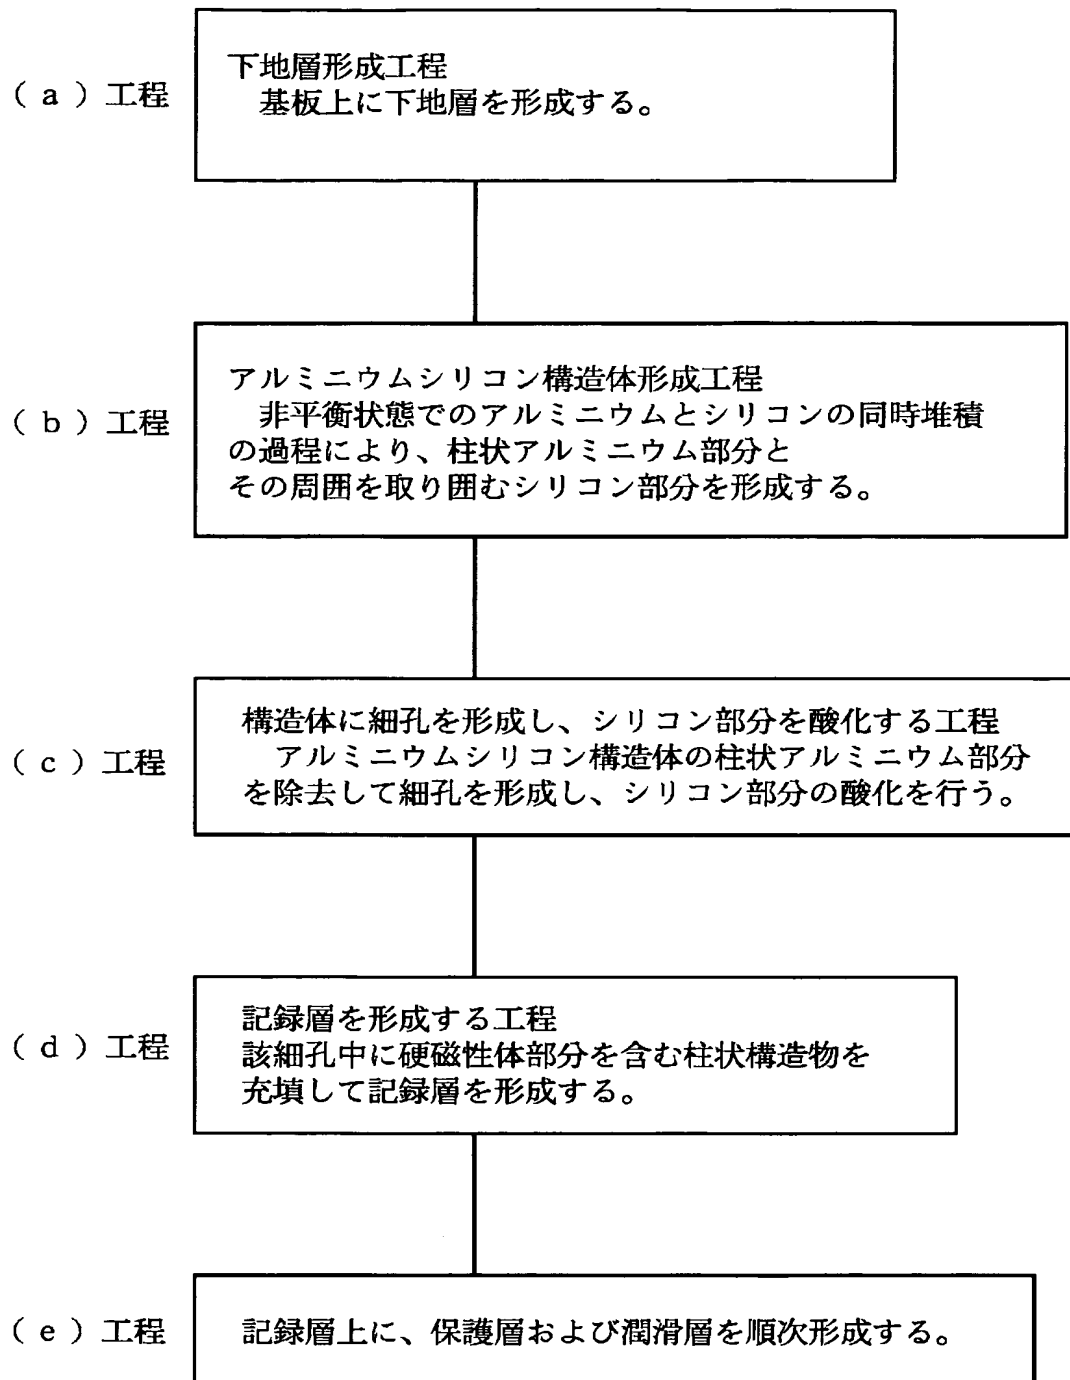 (a)工程
下地層形成工程
基板上に下地層を形成する。
(b)工程
アルミニウムシリコン構造体形成工程
非平衡状態でのアルミニウムとシリコンの同時堆積
の過程により、柱状アルミニウム部分と
その周囲を取り囲むシリコン部分を形成する。
(c)工程
構造体に細孔を形成し、シリコン部分を酸化する工程
アルミニウムシリコン構造体の柱状アルミニウム部分
を除去して細孔を形成し、シリコン部分の酸化を行う。
(d)工程
記録層を形成する工程
該細孔中に硬磁性体部分を含む柱状構造物を
充填して記録層を形成する。
(e)工程
記録層上に、保護層および潤滑層を順次形成する。